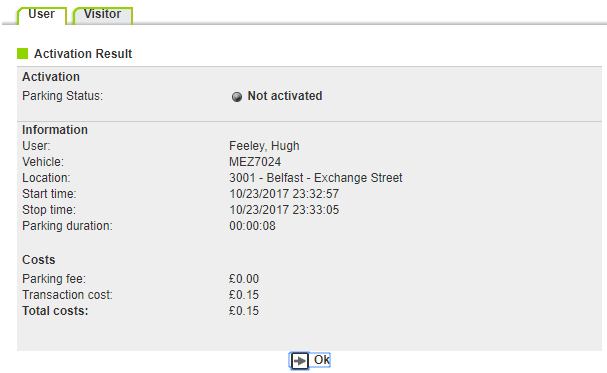 User Visitor
Activation Result
Activation
Parking Status: Not activated
Information
User: Feeley, Hugh
Vehicle: MEZ7024
Location: 3001 - Belfast - Exchange Street
Start time: 10/23/2017 23:32:57
Stop time: 10/23/2017 23:33:05
Parking duration: 00:00:08
Costs
Parking fee: £0.00
Transaction cost: £0.15
Total costs: £0.15
Ok